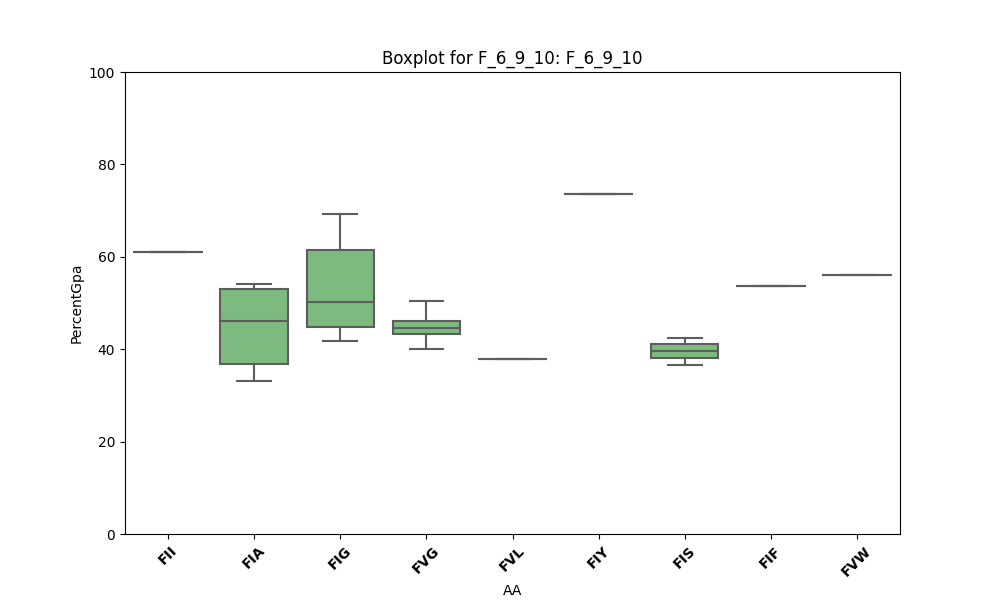 Boxplot for F_6_9_10: F_6_9_10
100
80
60
40
20
0
PercentGpa
FII
FIA
FIG
FVG
FVL
FIY
FIS
FIF
FVW
AA